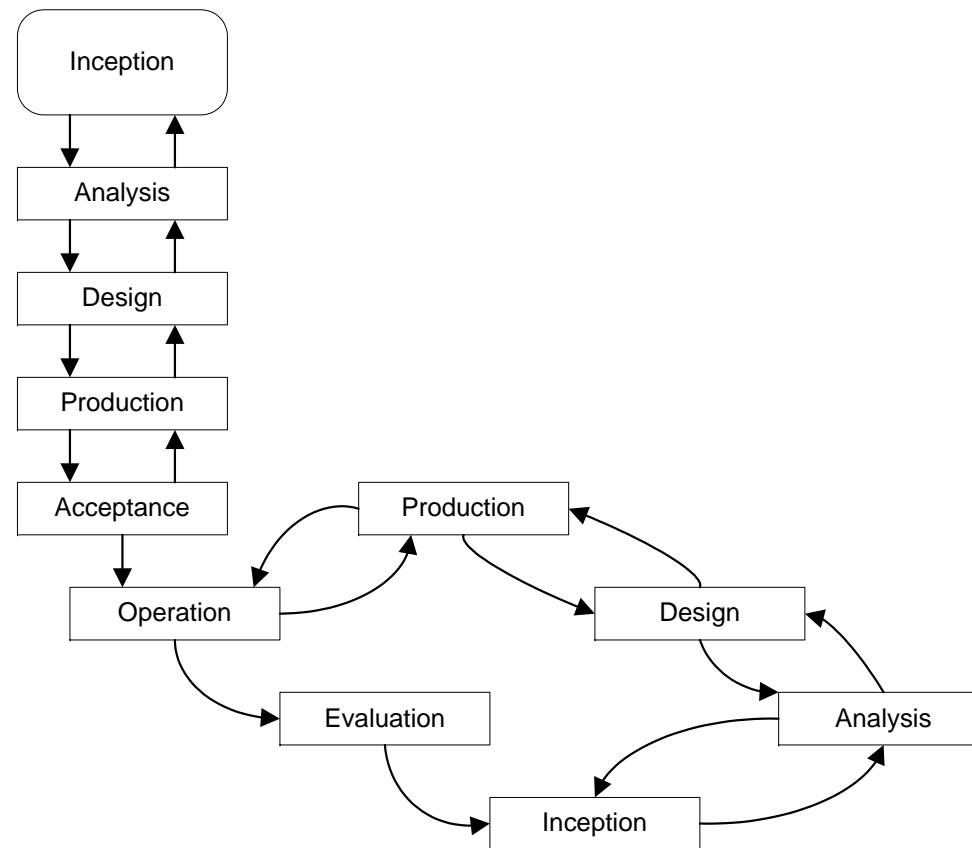 Inception
Analysis
Design
Production
Acceptance
Production
Operation
Design
Evaluation
Analysis
Inception